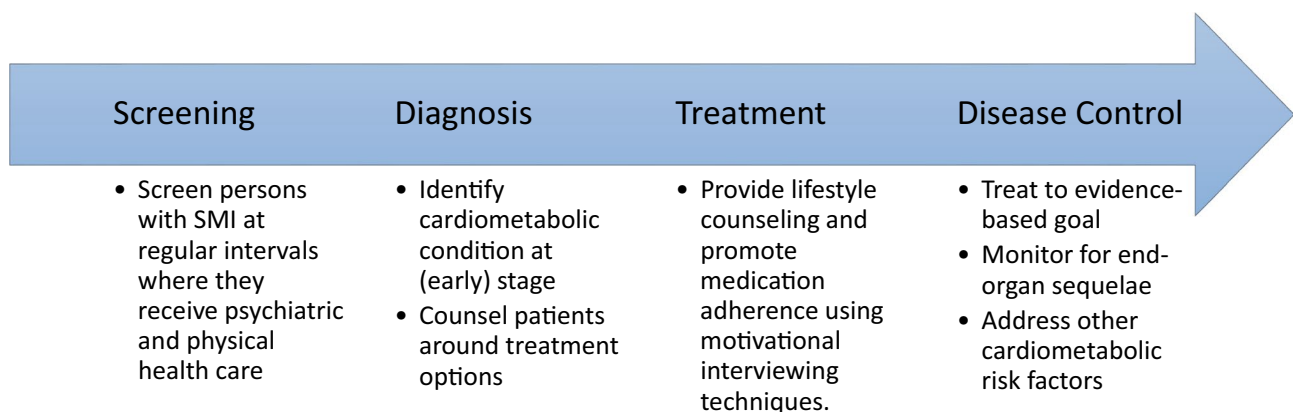 Screening
Diagnosis
Treatment
Disease Control
• Screen persons
with SMI at
regular intervals
where they
receive psychiatric
and physical
health care
• Identify
cardiometabolic
condition at
(early) stage
• Counsel patients
around treatment
options
• Provide lifestyle
counseling and
promote
medication
adherence using
motivational
interviewing
techniques.
• Treat to evidence-
based goal
• Monitor for end-
organ sequelae
• Address other
cardiometabolic
risk factors